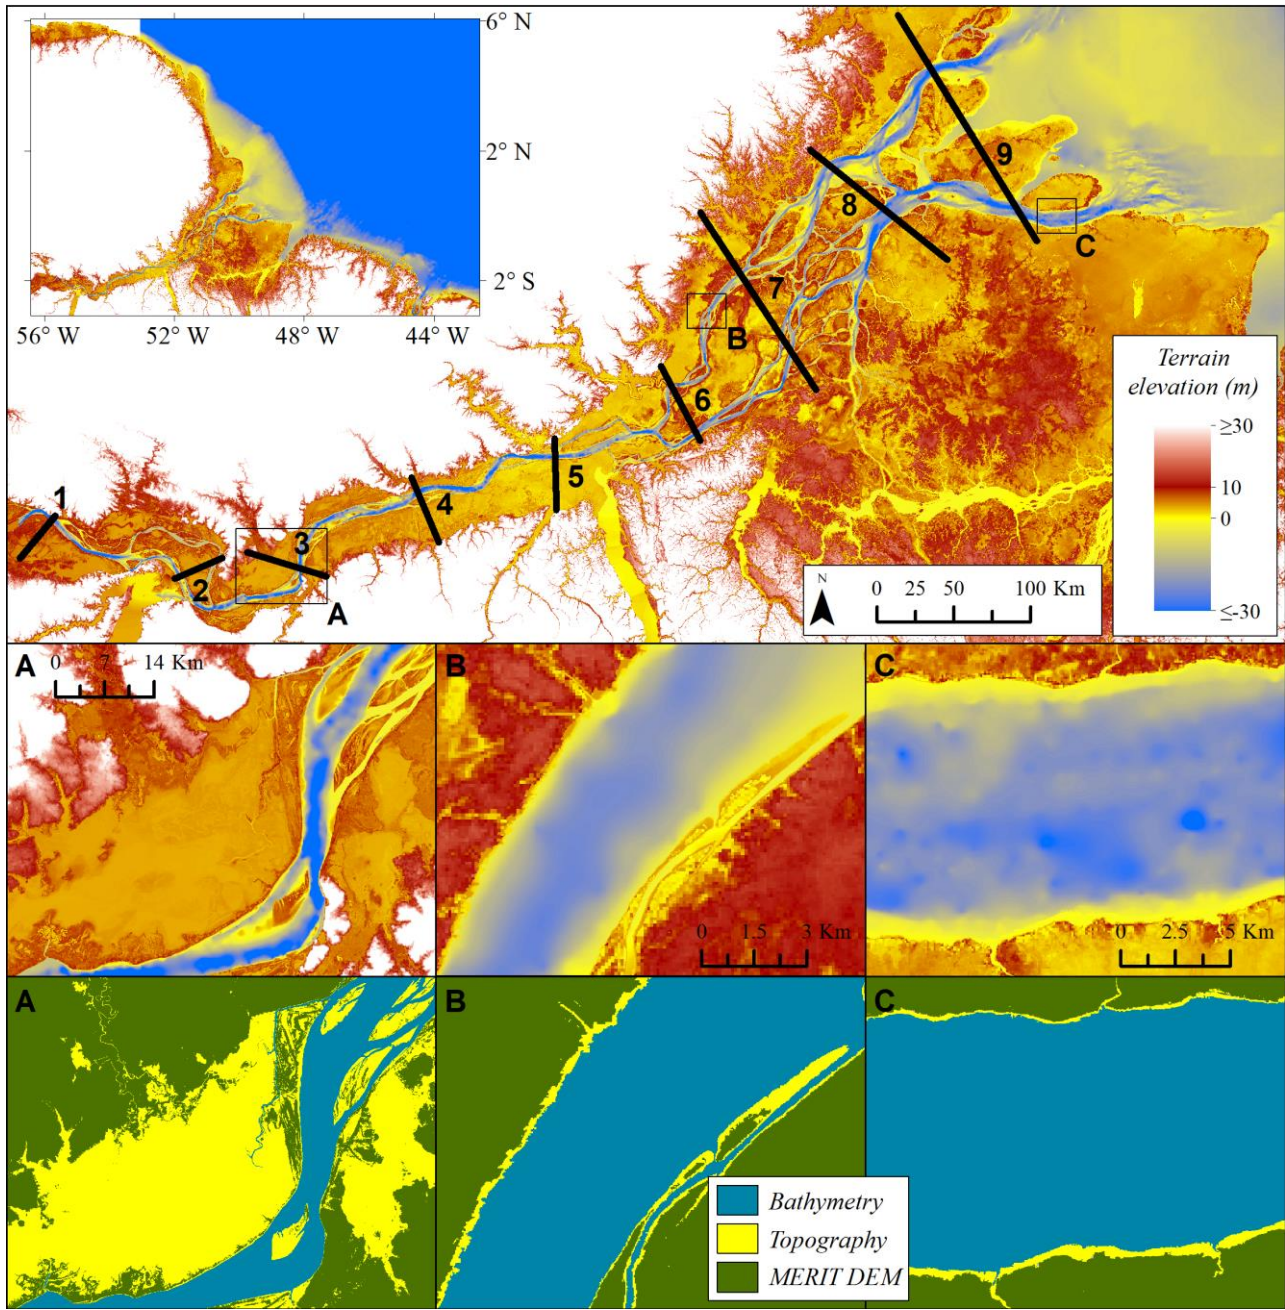 6° N
2° N
2° S
56° W
52° W
48° W
44° W
1
2
3
4
5
6
7
8
9
A
B
C
N
0 25 50 100 Km
Terrain
elevation (m)
≥30
10
0
≤-30
A
0 7 14 Km
B
0 1.5 3 Km
C
0 2.5 5 Km
A
B
C
Bathymetry
Topography
MERIT DEM